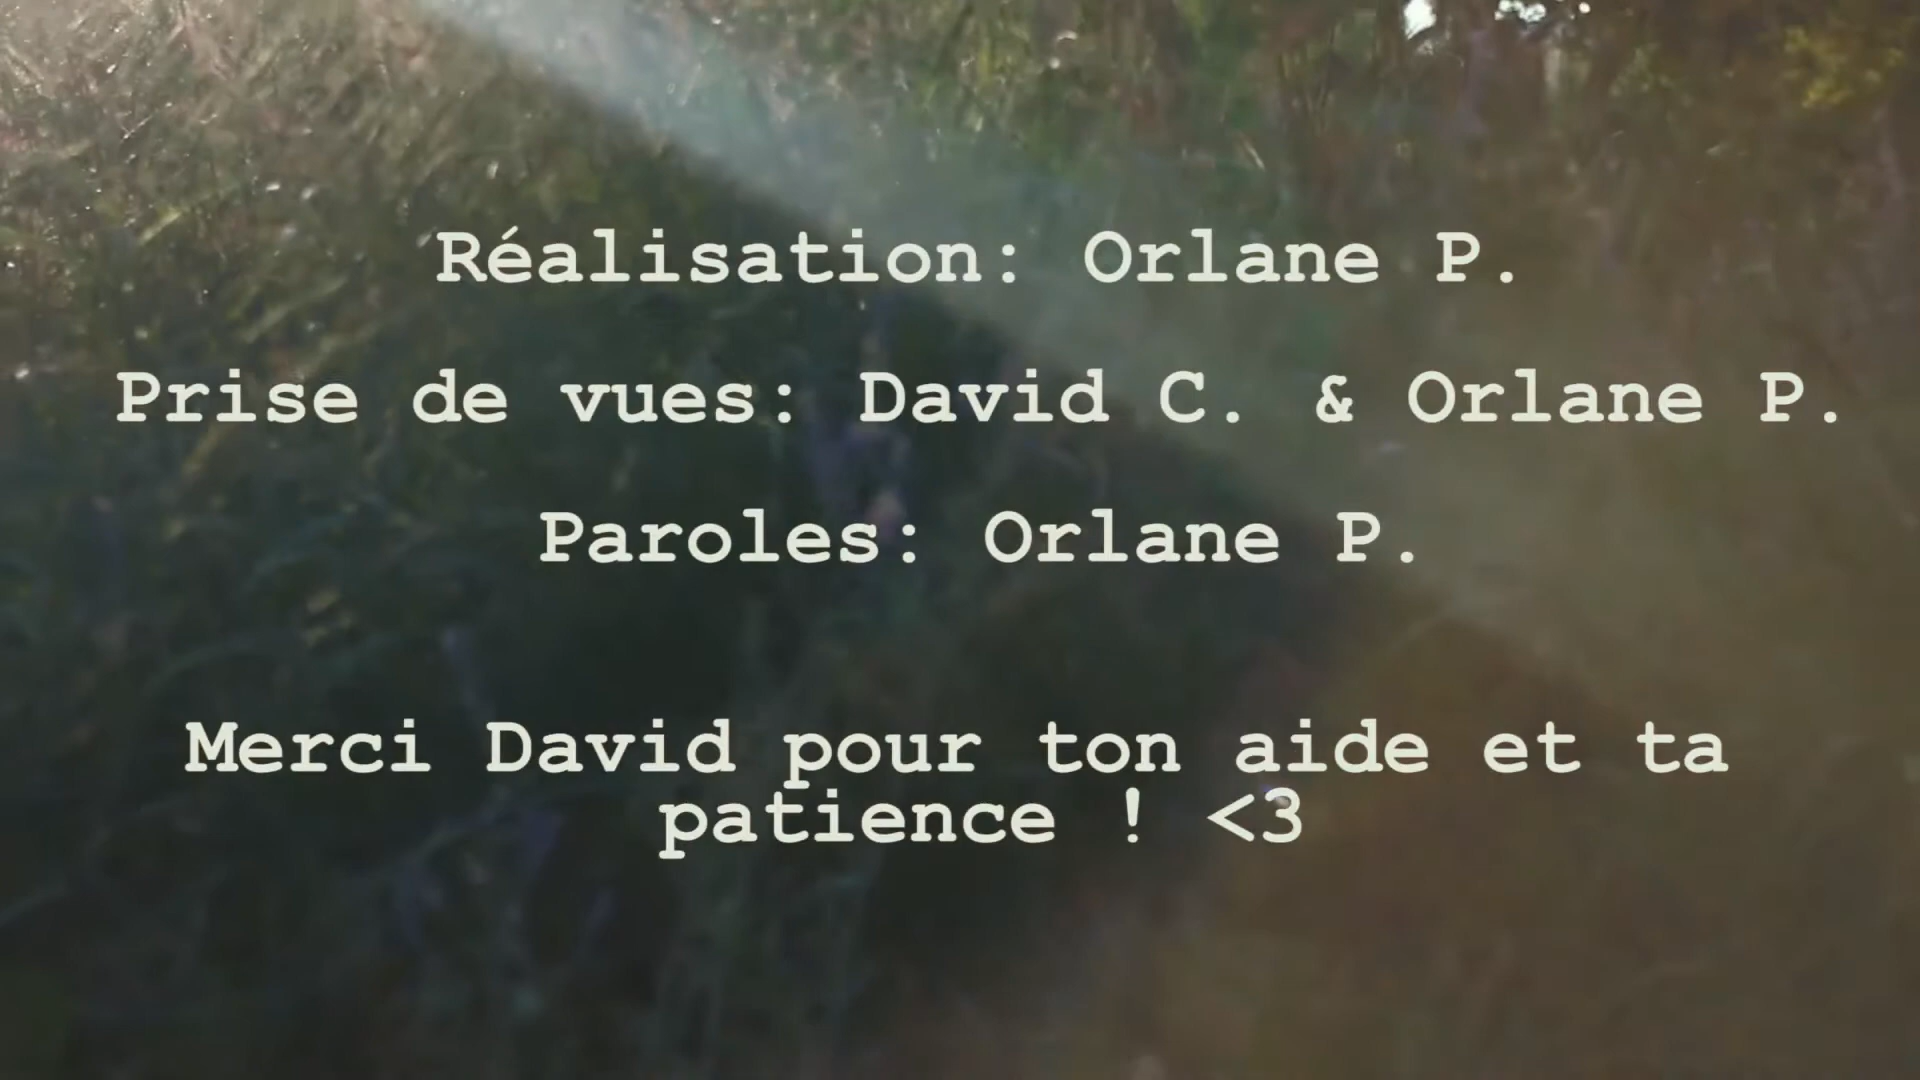 Réalisation: Orlane P.
Prise de vues: David C. & Orlane P.
Paroles: Orlane P.
Merci David pour ton aide et ta
patience ! <3